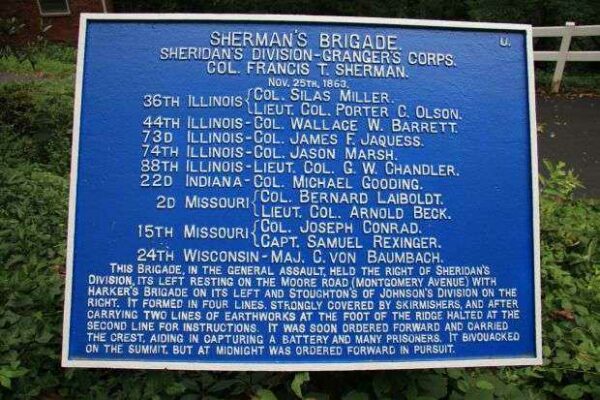 SHERMAN'S BRIGADE. U.
SHERIDAN'S DIVISION-GRANGER'S CORPS.
COL. FRANCIS T. SHERMAN.
NOV. 25TH, 1863.
36TH ILLINOIS { COL. SILAS MILLER.
LIEUT. COL. PORTER C. OLSON.
44TH ILLINOIS-COL. WALLACE W. BARRETT.
73D ILLINOIS-COL. JAMES F. JAQUESS.
74TH ILLINOIS-COL. JASON MARSH.
88TH ILLINOIS-LIEUT. COL. G. W. CHANDLER.
22D INDIANA-COL. MICHAEL GOODING.
2D MISSOURI { COL. BERNARD LAIBOLDT.
LIEUT. COL. ARNOLD BECK.
15TH MISSOURI { COL. JOSEPH CONRAD.
CAPT. SAMUEL REXINGER.
24TH WISCONSIN-MAJ. C. VON BAUMBACH.
THIS BRIGADE, IN THE GENERAL ASSAULT, HELD THE RIGHT OF SHERIDAN'S
DIVISION, ITS LEFT RESTING ON THE MOORE ROAD (MONTGOMERY AVENUE) WITH
HARKER'S BRIGADE ON ITS LEFT AND STOUGHTON'S OF JOHNSON'S DIVISION ON THE
RIGHT. IT FORMED IN FOUR LINES, STRONGLY COVERED BY SKIRMISHERS, AND AFTER
CARRYING TWO LINES OF EARTHWORKS AT THE FOOT OF THE RIDGE HALTED AT THE
SECOND LINE FOR INSTRUCTIONS. IT WAS SOON ORDERED FORWARD AND CARRIED
THE CREST, AIDING IN CAPTURING A BATTERY AND MANY PRISONERS. IT BIVOUACKED
ON THE SUMMIT, BUT AT MIDNIGHT WAS ORDERED FORWARD IN PURSUIT.